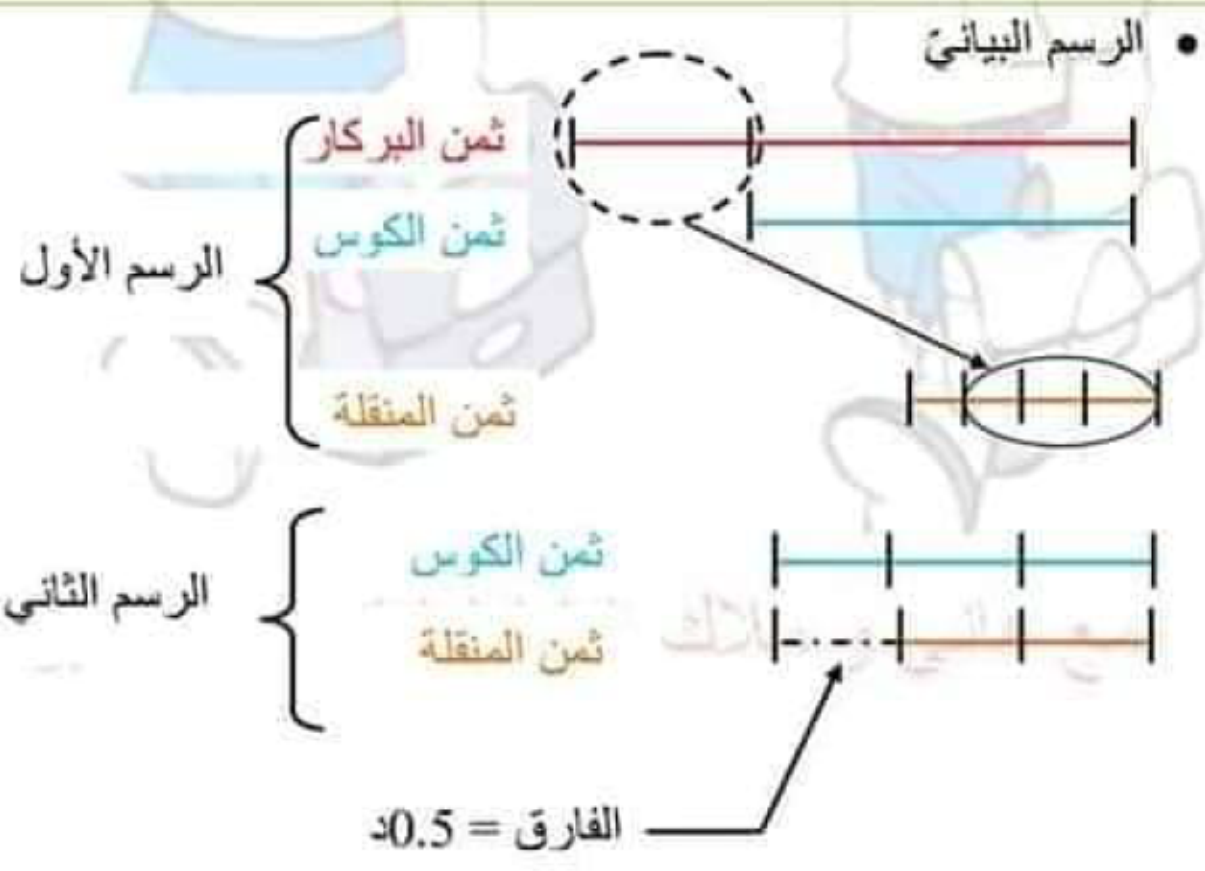 • الرسم البياني
ثمن البركار
ثمن الكوس
الرسم الأول
ثمن المنقلة
ثمن الكوس
الرسم الثاني
ثمن المنقلة
الفارق = 0.5د